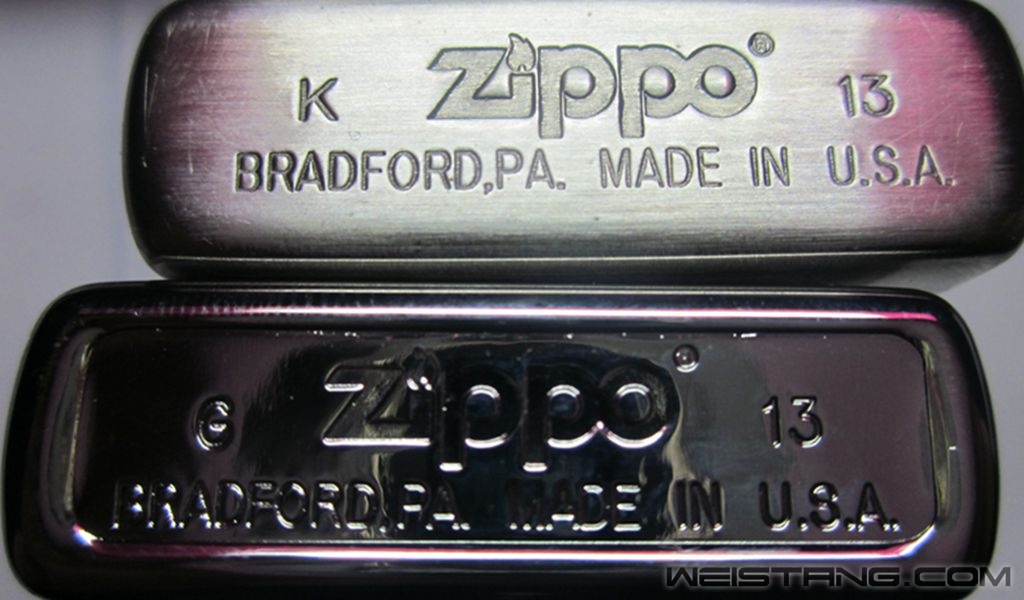 K zippo® 13
BRADFORD,PA. MADE IN U.S.A.
G zippo® 13
BRADFORD,PA. MADE IN U.S.A.
WEISTANG.COM